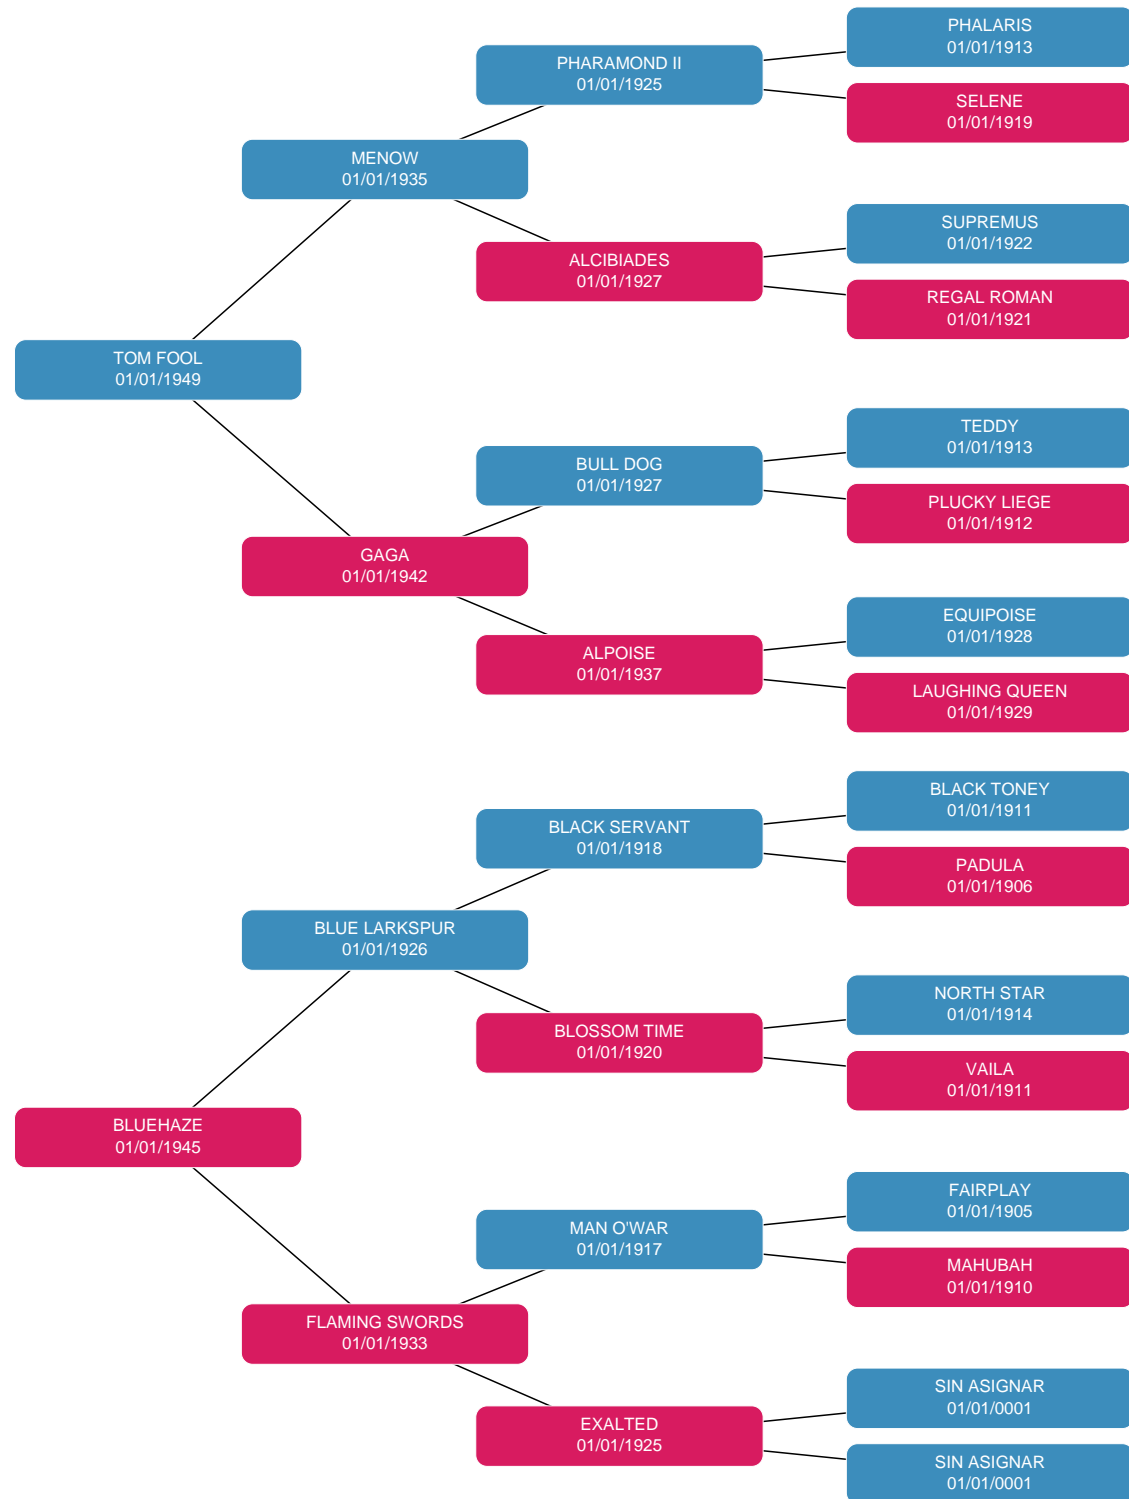 PHALARIS
01/01/1913
PHARAMOND II
01/01/1925
SELENE
01/01/1919
MENOW
01/01/1935
SUPREMUS
01/01/1922
ALCIBIADES
01/01/1927
REGAL ROMAN
01/01/1921
TOM FOOL
01/01/1949
TEDDY
01/01/1913
BULL DOG
01/01/1927
PLUCKY LIEGE
01/01/1912
GAGA
01/01/1942
EQUIPOISE
01/01/1928
ALPOISE
01/01/1937
LAUGHING QUEEN
01/01/1929
BLACK TONEY
01/01/1911
BLACK SERVANT
01/01/1918
PADULA
01/01/1906
BLUE LARKSPUR
01/01/1926
NORTH STAR
01/01/1914
BLOSSOM TIME
01/01/1920
VAILA
01/01/1911
BLUEHAZE
01/01/1945
FAIRPLAY
01/01/1905
MAN O'WAR
01/01/1917
MAHUBAH
01/01/1910
FLAMING SWORDS
01/01/1933
SIN ASIGNAR
01/01/0001
EXALTED
01/01/1925
SIN ASIGNAR
01/01/0001